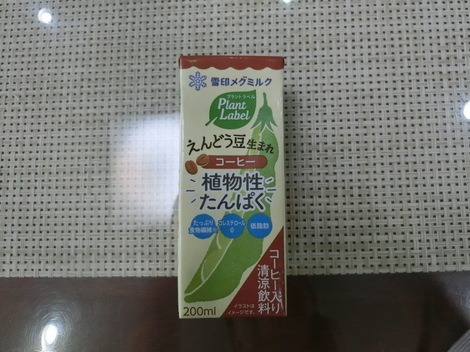 雪印メグミルク
プラントラベル
Plant
Label
えんどう豆生まれ
コーヒー
植物性
たんぱく
たっぷり
食物繊維
コレステロール
0
低脂肪
コーヒー入り
清涼飲料
200ml
イラストは
イメージです。